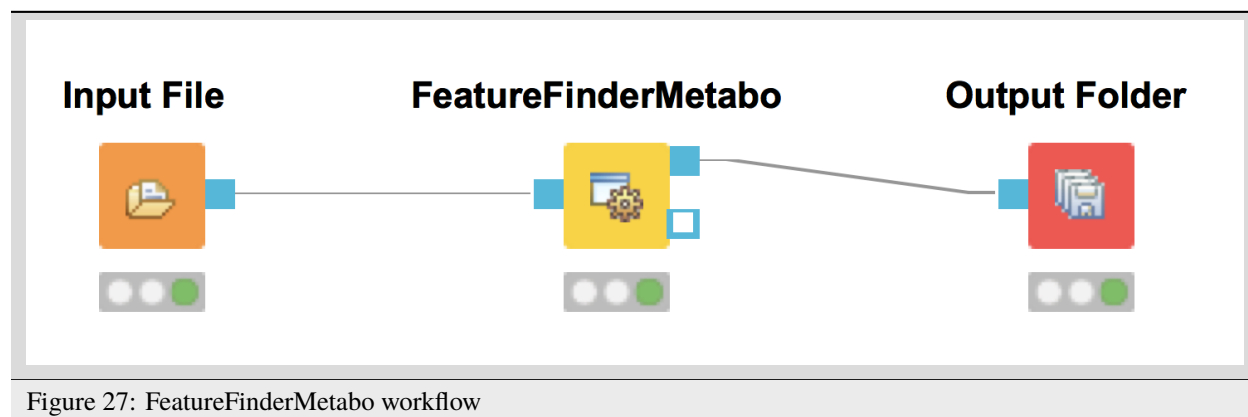 Input File
FeatureFinderMetabo
Output Folder
Figure 27: FeatureFinderMetabo workflow